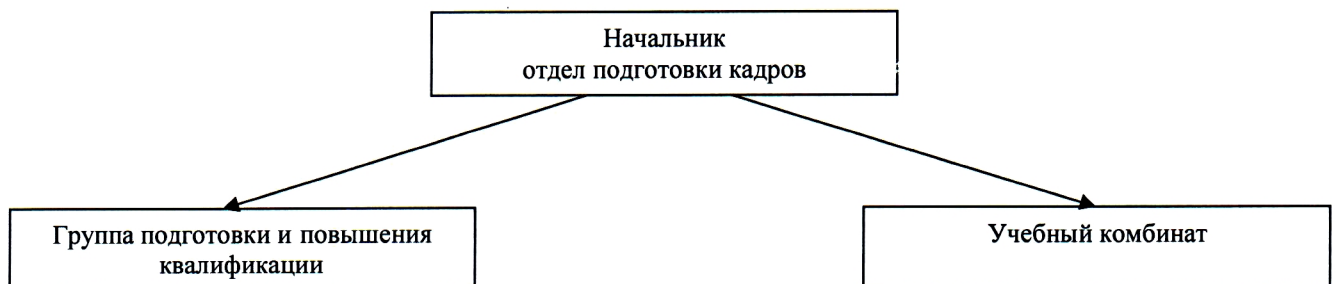 Начальник
отдел подготовки кадров
Группа подготовки и повышения
квалификации
Учебный комбинат